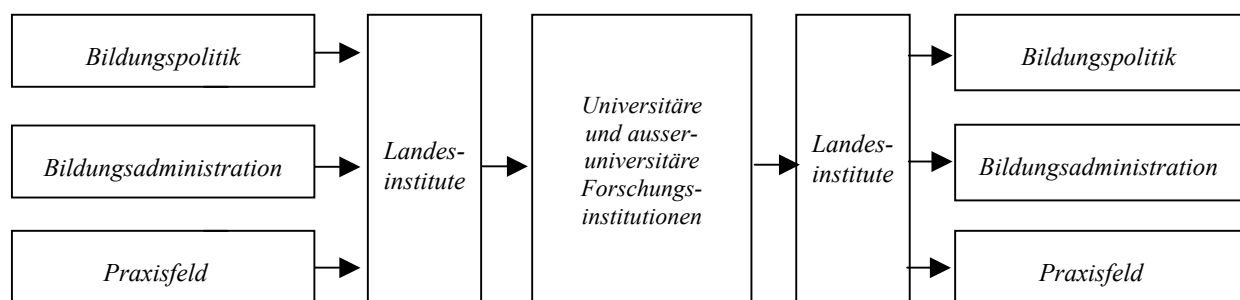 Bildungspolitik
Bildungsadministration
Praxisfeld
Landes-
institute
Universitäre
und ausser-
universitäre
Forschungs-
institutionen
Landes-
institute
Bildungspolitik
Bildungsadministration
Praxisfeld